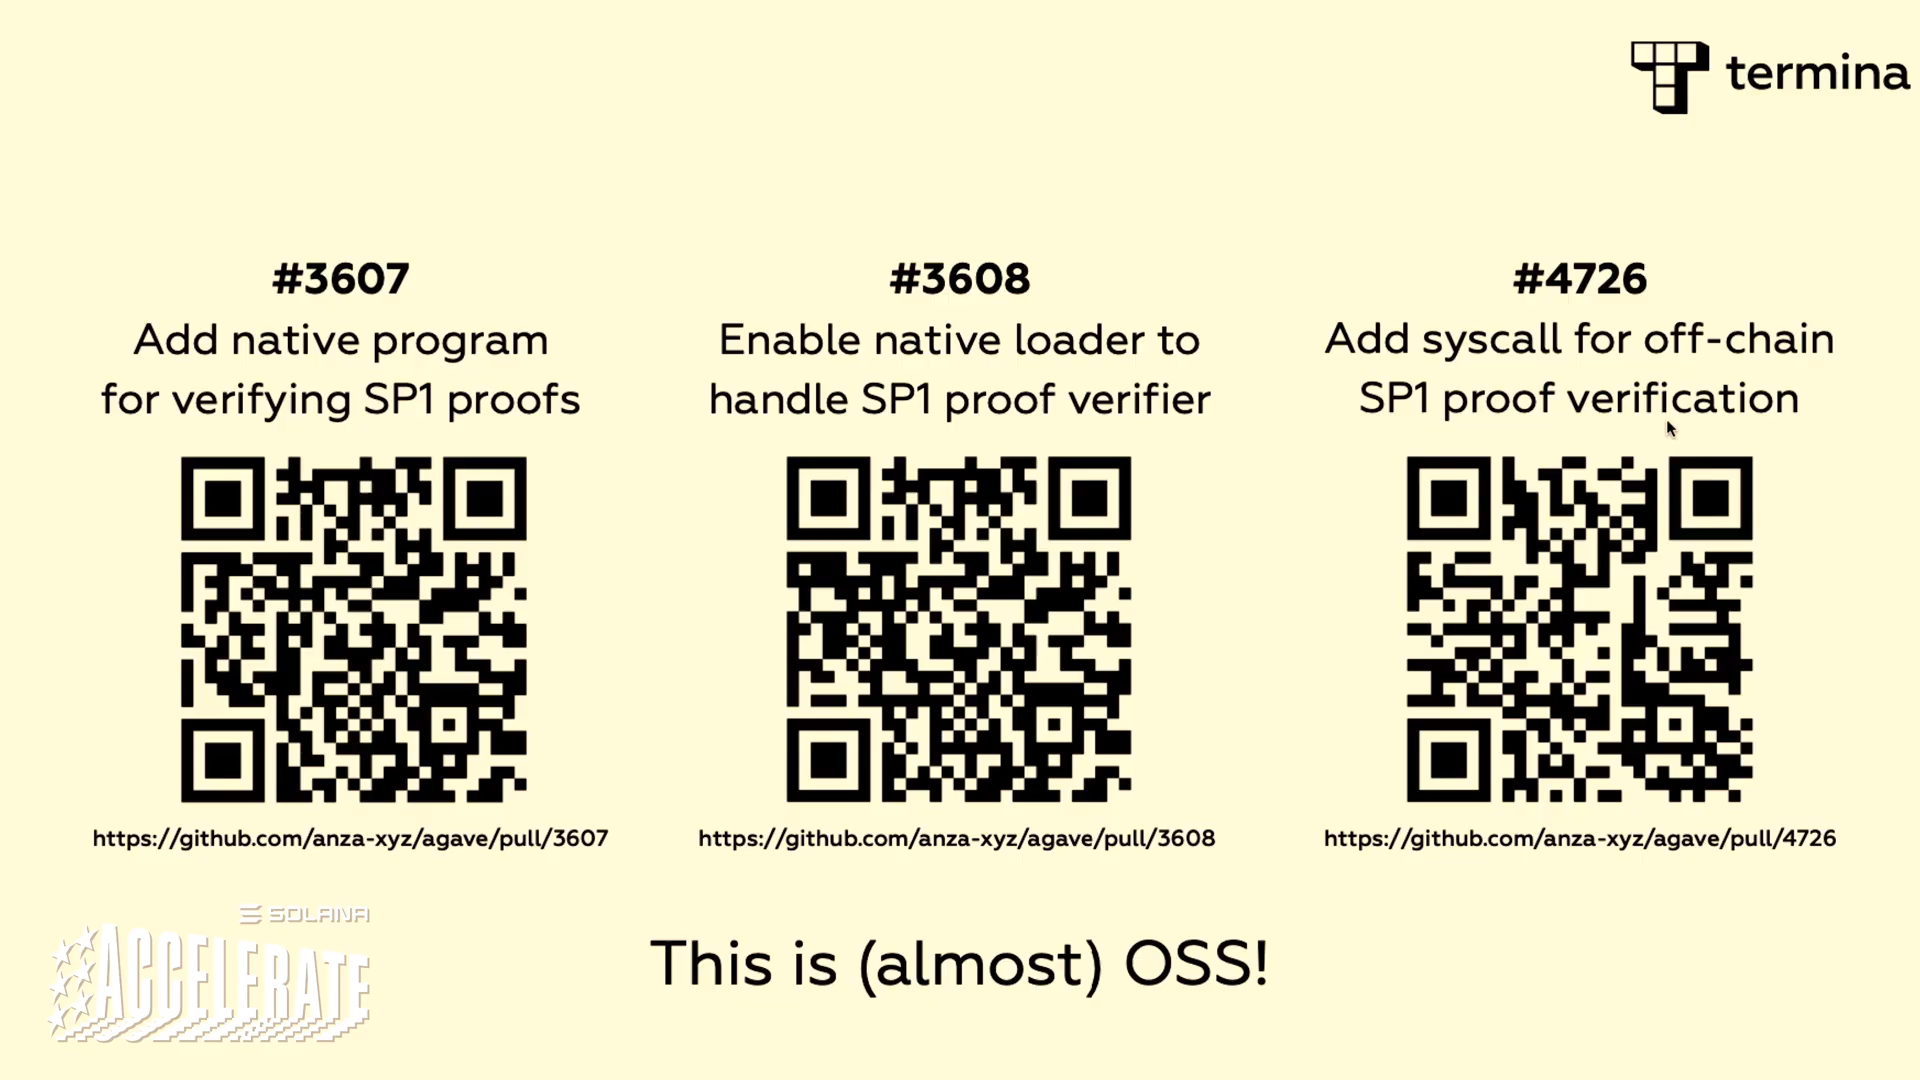 termina
#3607
Add native program
for verifying SP1 proofs
https://github.com/anza-xyz/agave/pull/3607
#3608
Enable native loader to
handle SP1 proof verifier
https://github.com/anza-xyz/agave/pull/3608
#4726
Add syscall for off-chain
SP1 proof verification
https://github.com/anza-xyz/agave/pull/4726
SOLANA
ACCELERATE
This is (almost) OSS!